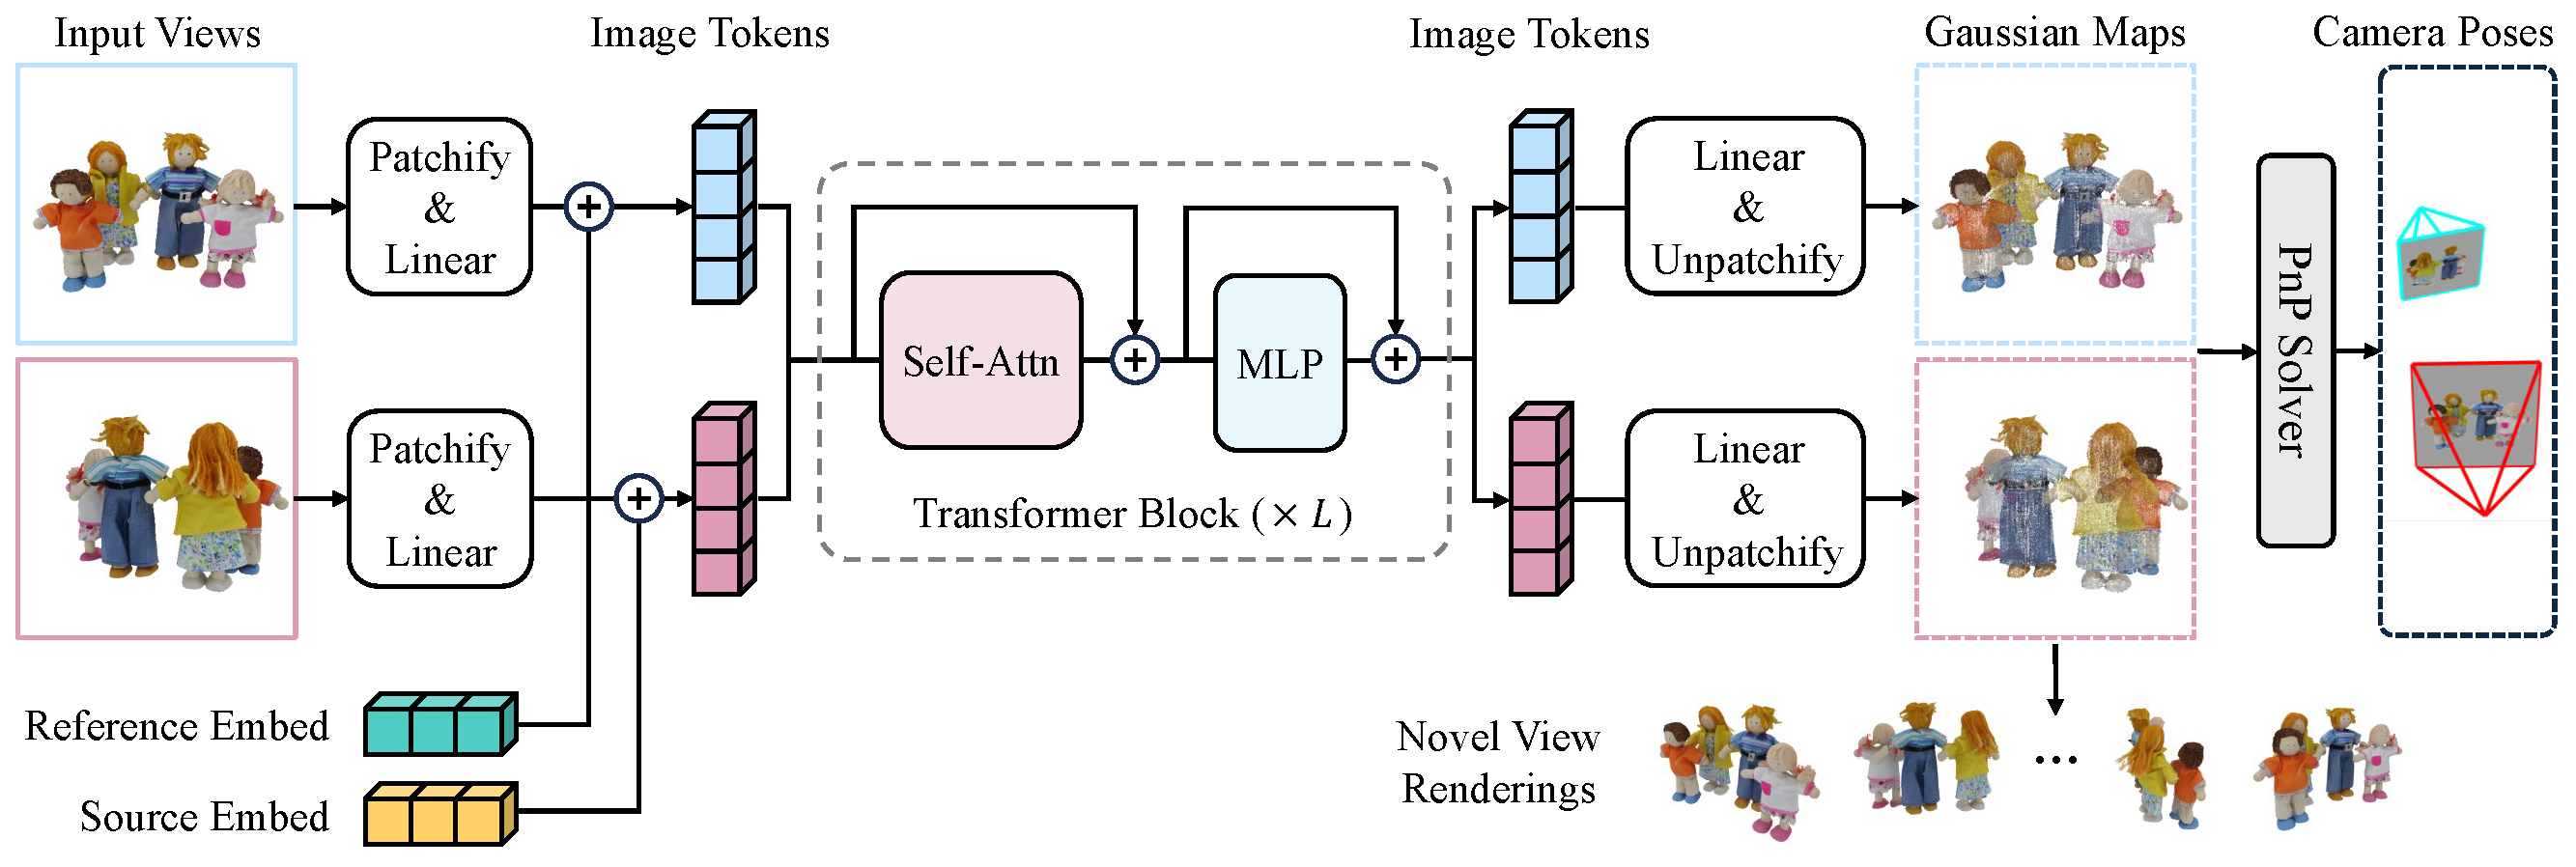 Input Views
Image Tokens
Image Tokens
Gaussian Maps
Camera Poses
Patchify
&
Linear
Linear
&
Unpatchify
Self-Attn
MLP
PnP Solver
Patchify
&
Linear
Transformer Block (× L)
Linear
&
Unpatchify
Reference Embed
Source Embed
Novel View
Renderings
...